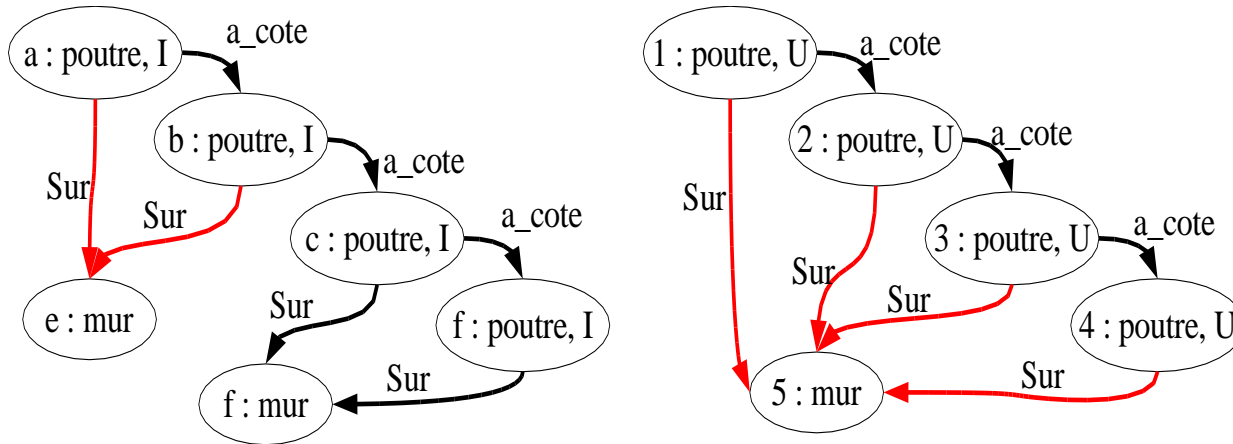 a : poutre, I
a_cote
b : poutre, I
a_cote
Sur
Sur
c : poutre, I
a_cote
Sur
e : mur
f : poutre, I
Sur
f : mur
1 : poutre, U
a_cote
2 : poutre, U
a_cote
Sur
3 : poutre, U
a_cote
Sur
Sur
4 : poutre, U
Sur
5 : mur